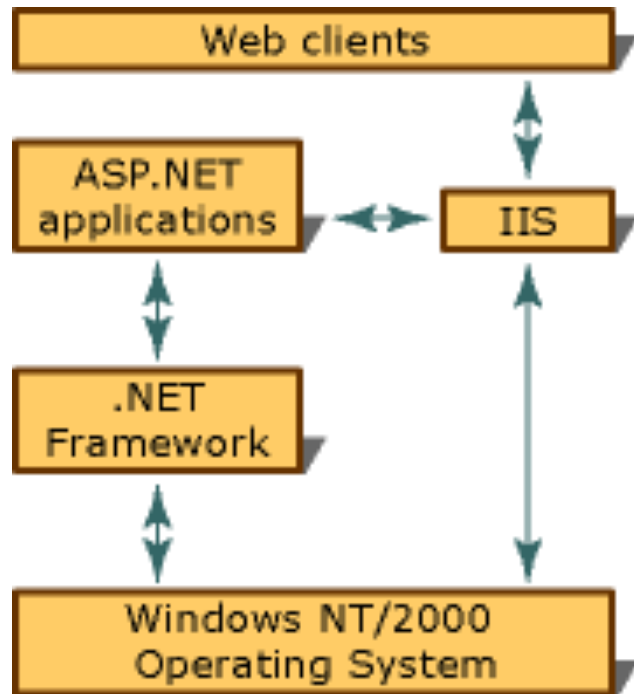 Web clients
ASP.NET
applications
IIS
.NET
Framework
Windows NT/2000
Operating System